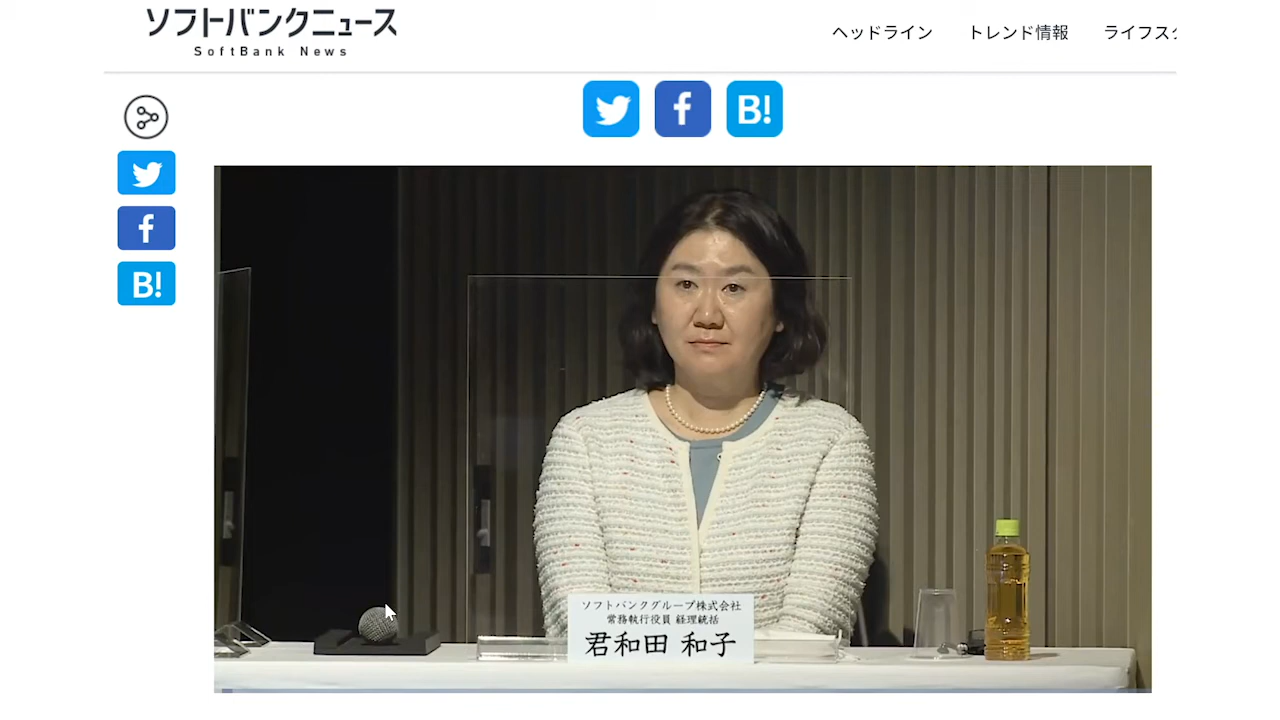 ソフトバンクニュース
SoftBank News
ヘッドライン
トレンド情報
ライフスタ
B!
B!
ソフトバンクグループ株式会社
常務執行役員 経理統括
君和田 和子